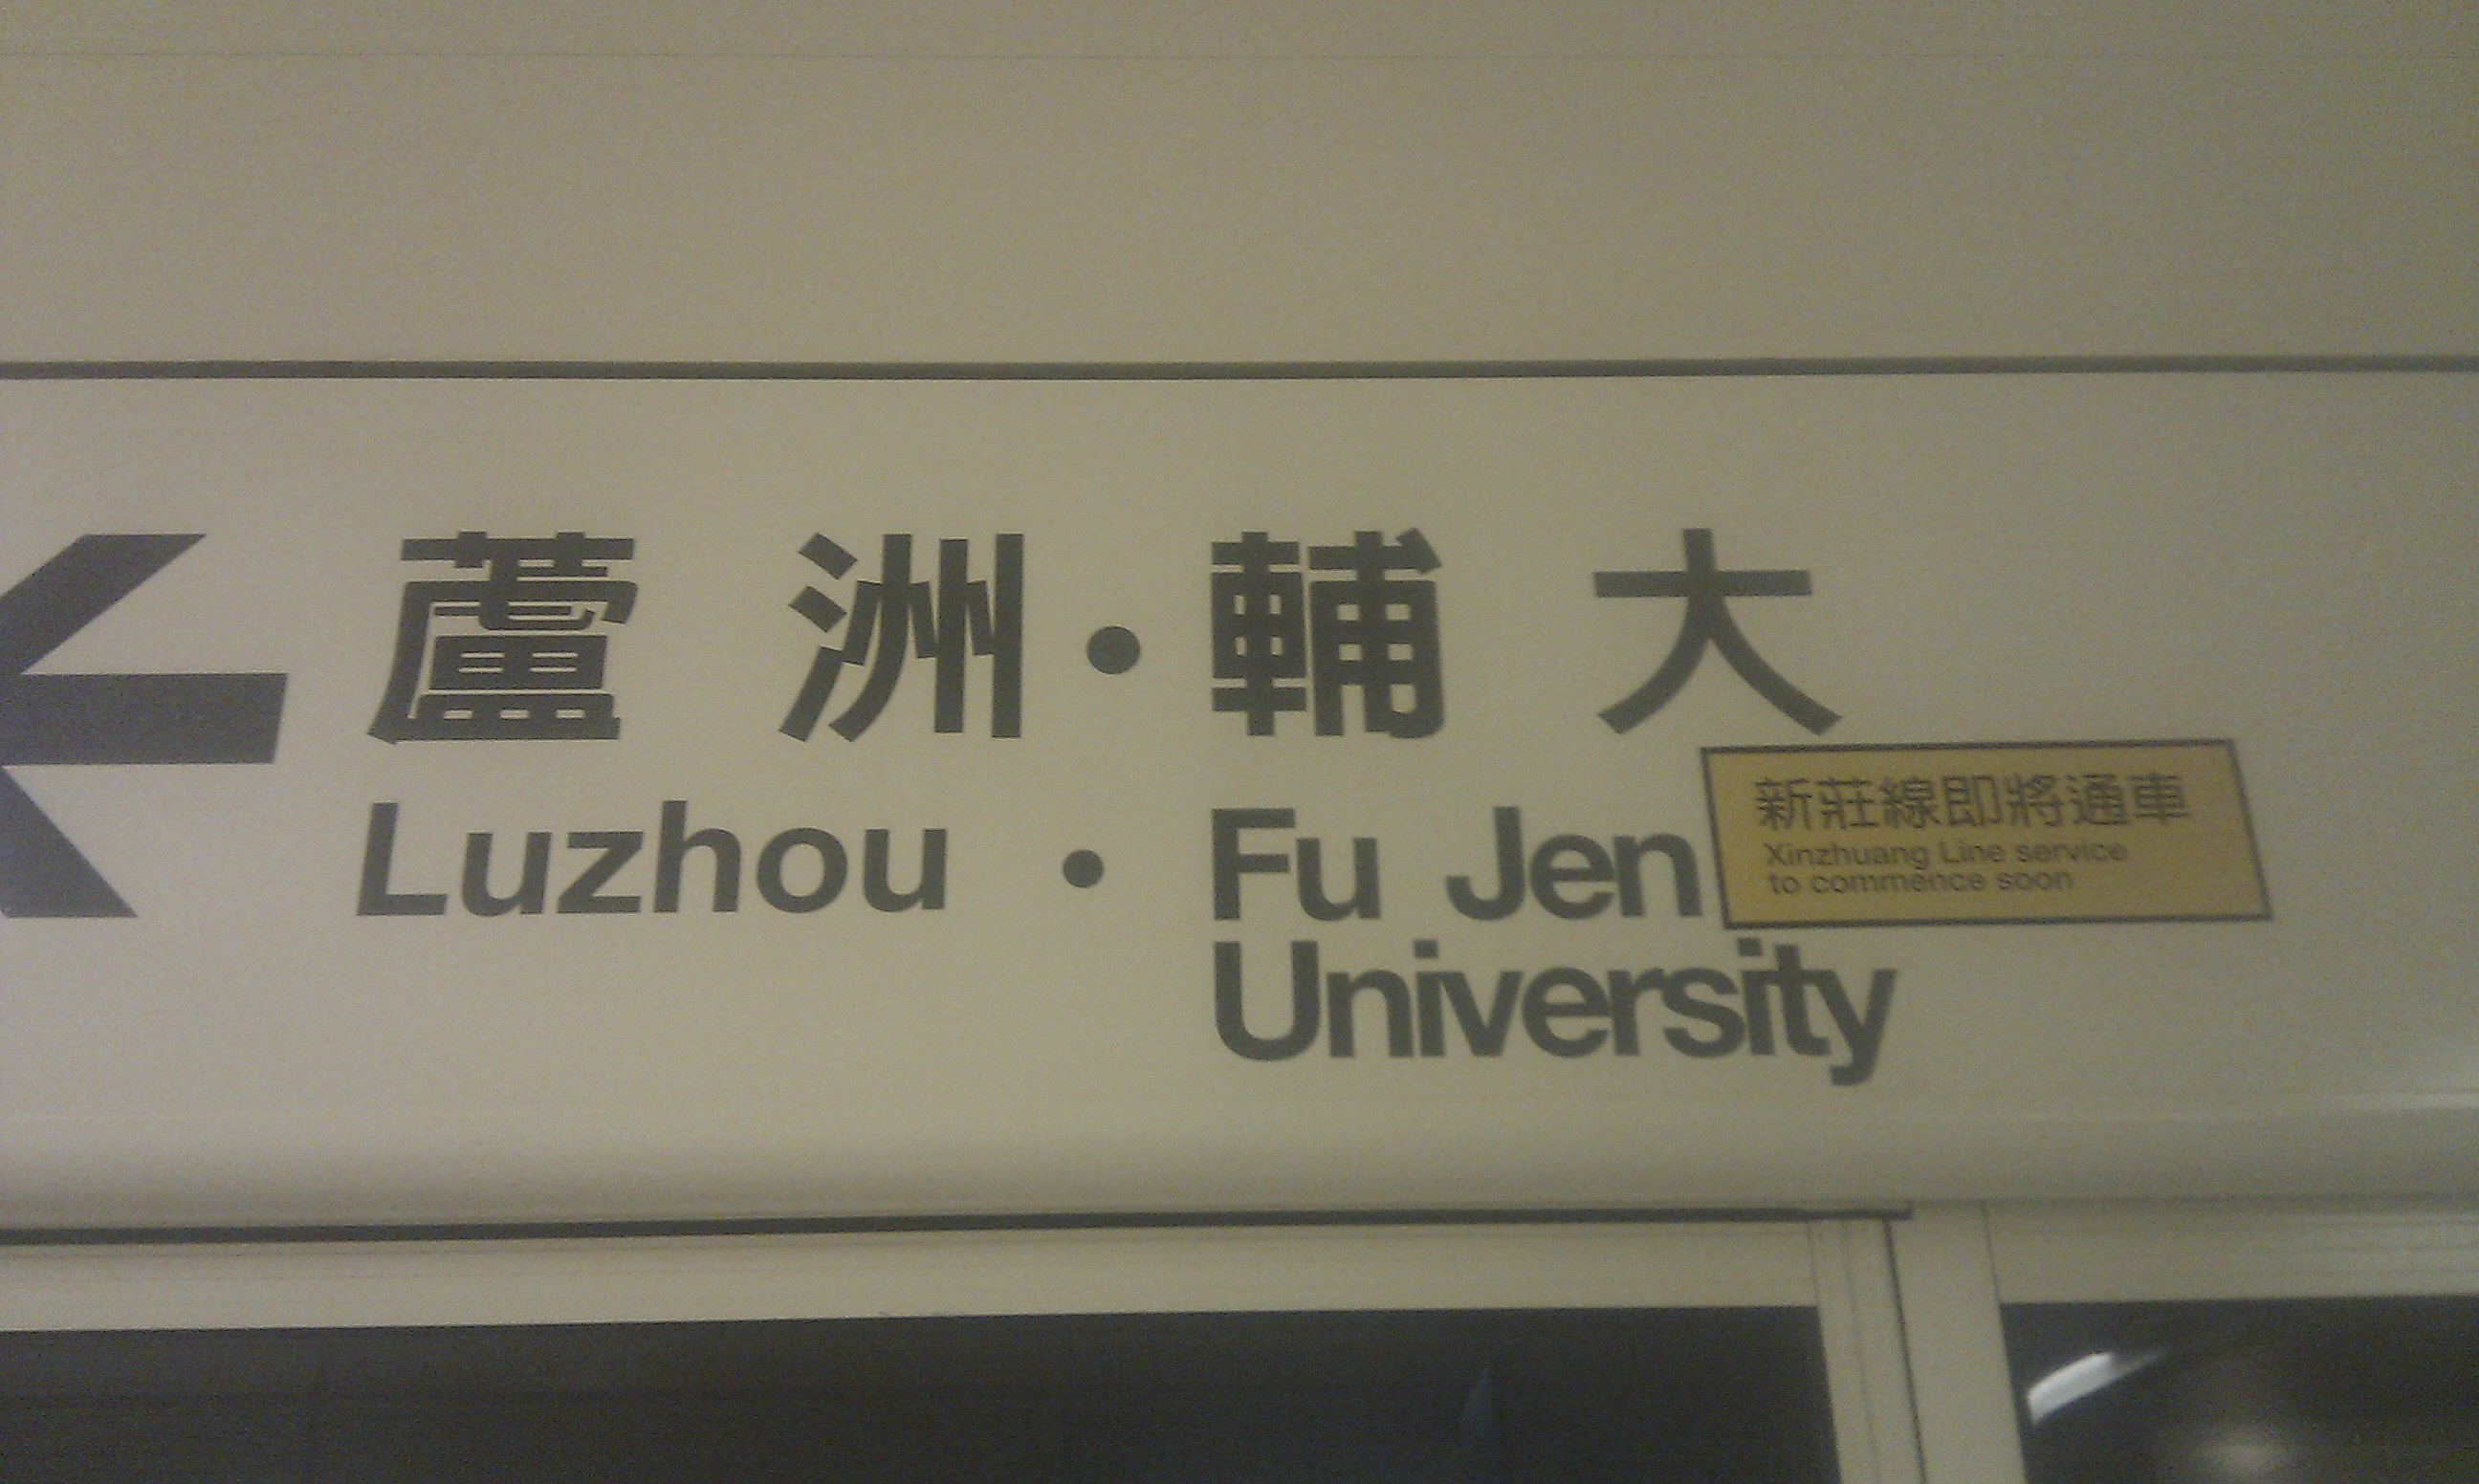 蘆洲・輔大
Luzhou・Fu Jen
University
新莊線即將通車
Xinzhuang Line service
to commence soon